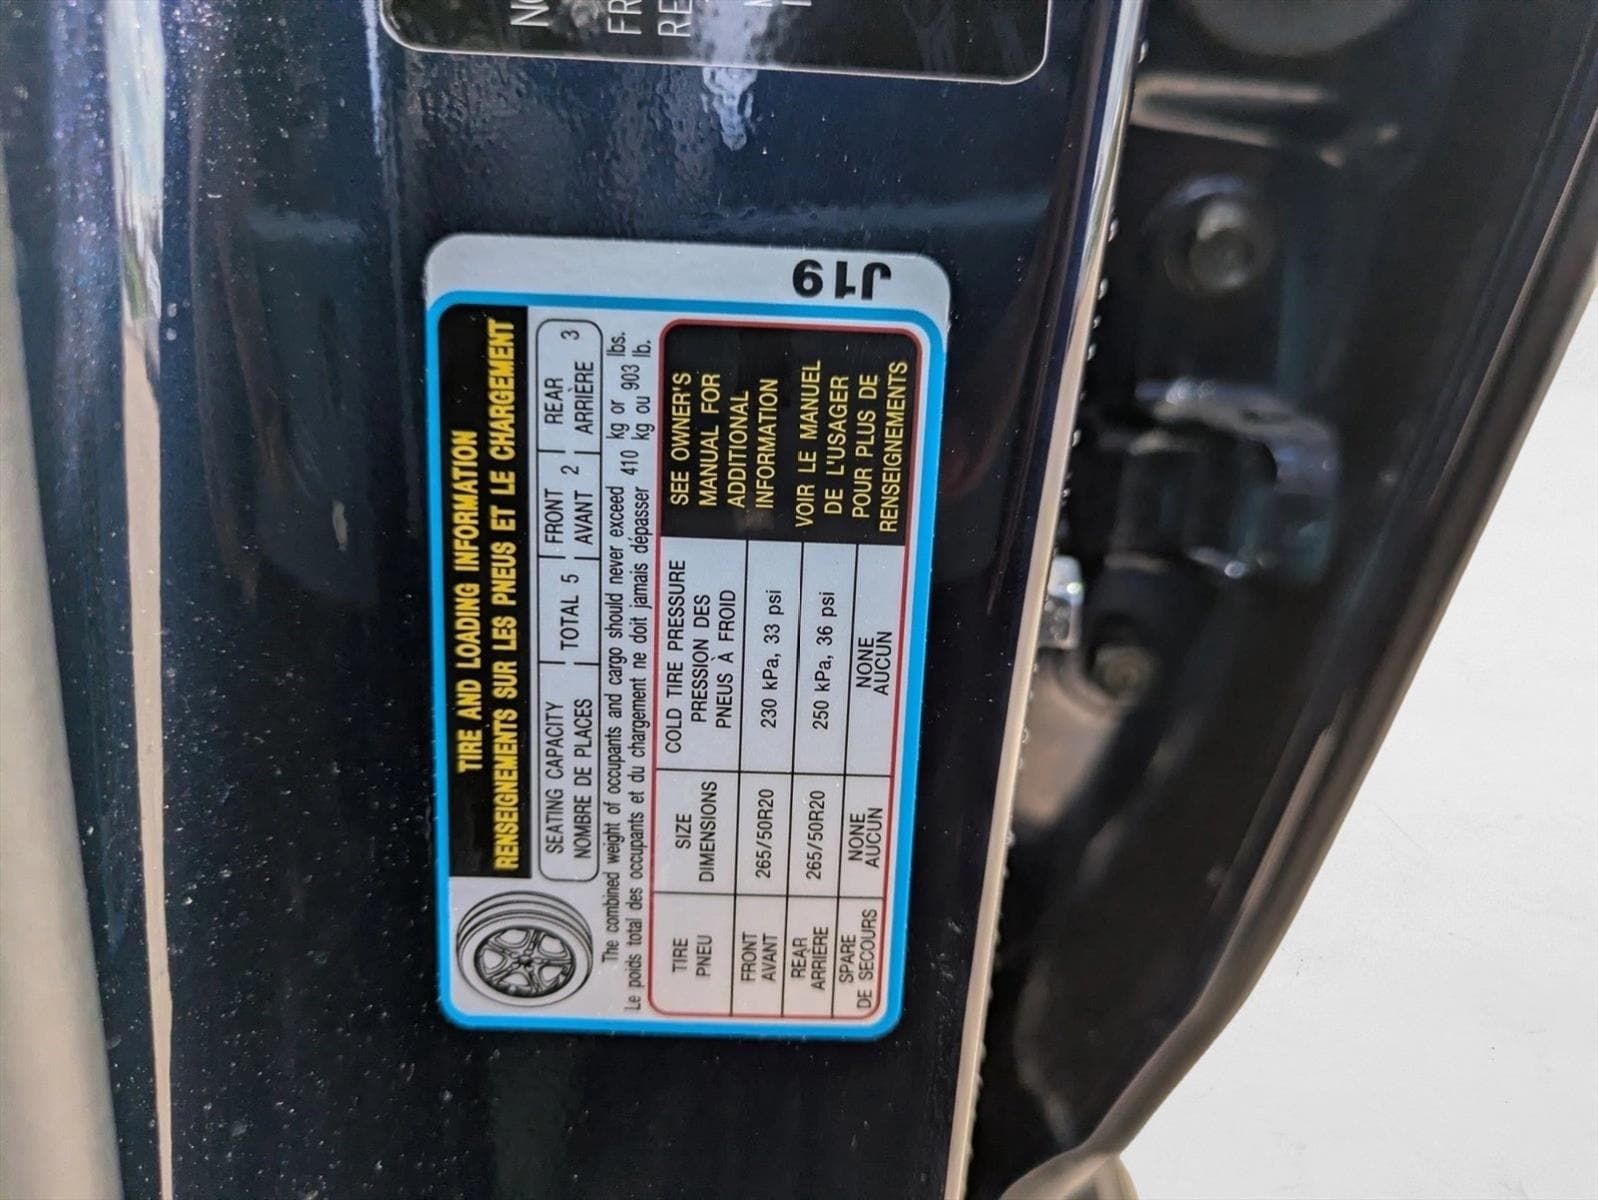 J19
TIRE AND LOADING INFORMATION
RENSEIGNEMENTS SUR LES PNEUS ET LE CHARGEMENT
SEATING CAPACITY
NOMBRE DE PLACES
TOTAL 5
FRONT
AVANT 2
REAR
ARRIÈRE 3
The combined weight of occupants and cargo should never exceed 410 kg or 903 lbs.
Le poids total des occupants et du chargement ne doit jamais dépasser 410 kg ou 903 lb.
TIRE
PNEU
SIZE
DIMENSIONS
COLD TIRE PRESSURE
PRESSION DES
PNEUS À FROID
FRONT
AVANT
265/50R20
230 kPa, 33 psi
REAR
ARRIÈRE
265/50R20
250 kPa, 36 psi
SPARE
DE SECOURS
NONE
AUCUN
NONE
AUCUN
SEE OWNER'S
MANUAL FOR
ADDITIONAL
INFORMATION
VOIR LE MANUEL
DE L'USAGER
POUR PLUS DE
RENSEIGNEMENTS